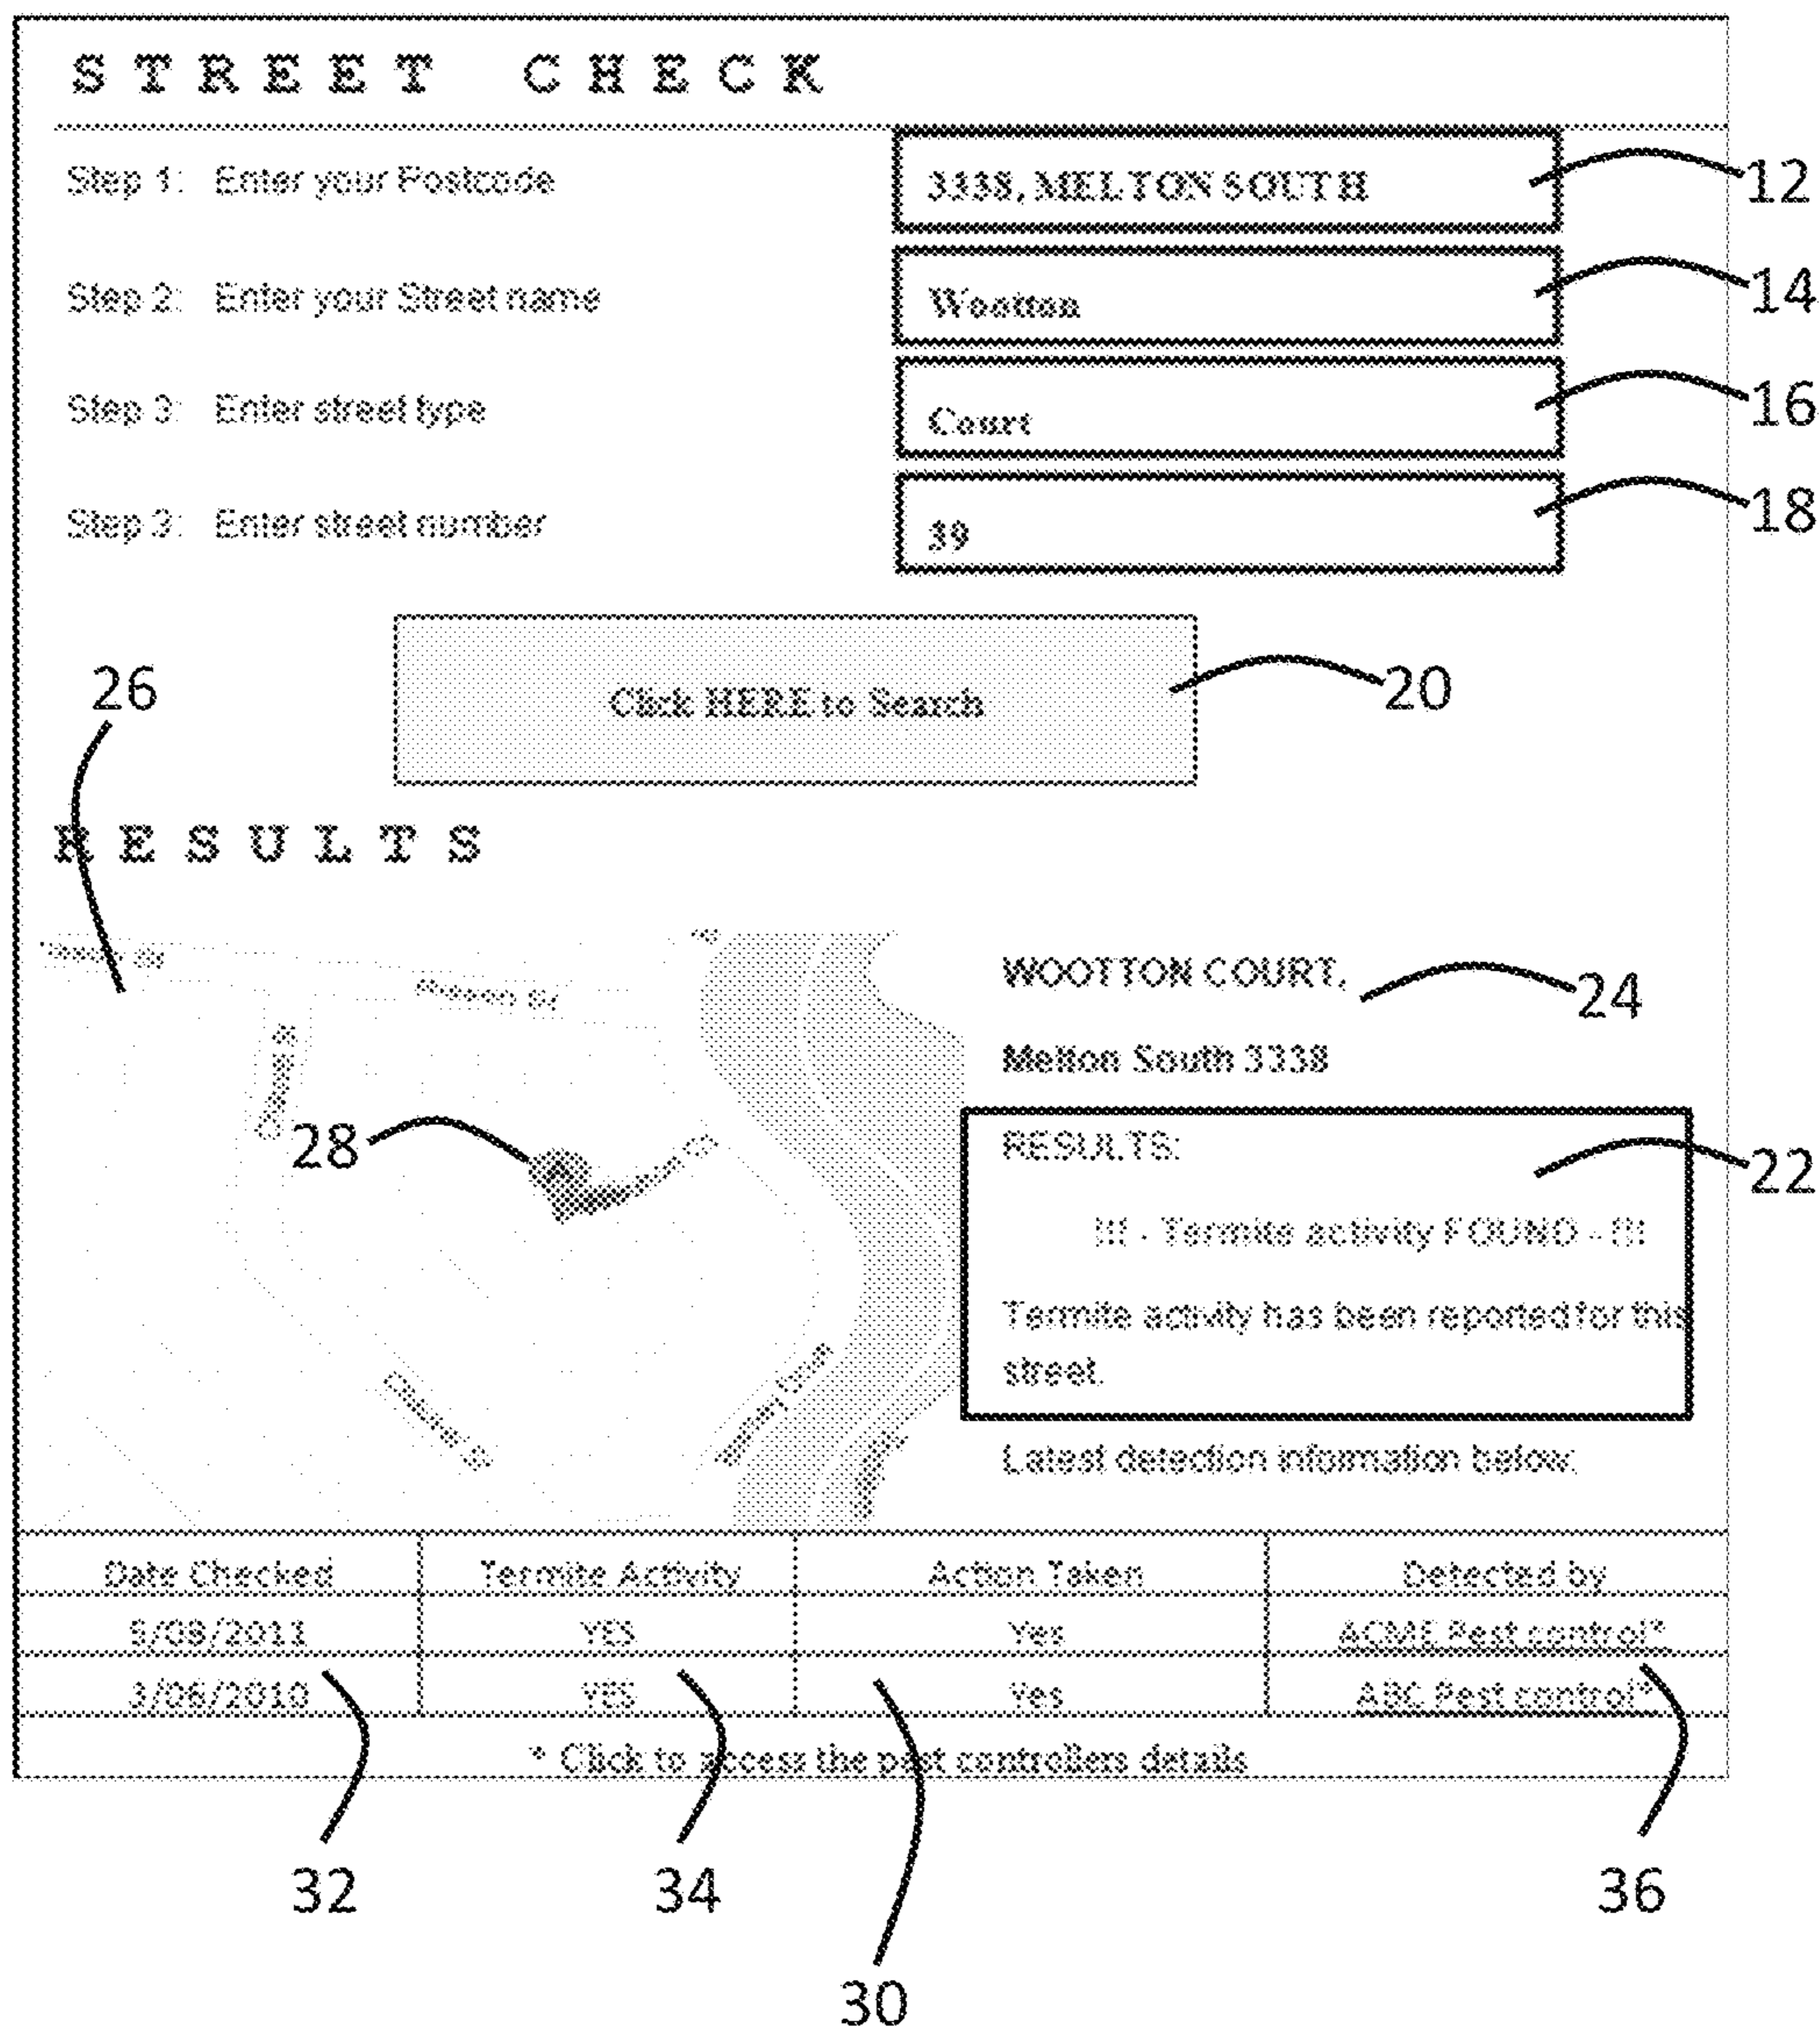 STREET CHECK
Step 1: Enter your Postcode
3338, MELTON SOUTH
12
Step 2: Enter your Street name
Wootton
14
Step 3: Enter street type
Court
16
Step 3: Enter street number
39
18
Click HERE to Search
20
26
RESULTS
WOOTTON COURT,
24
Melton South 3338
28
RESULTS:
22
!!! - Termite activity FOUND - !!!
Termite activity has been reported for this
street.
Latest detection information below:
Date Checked Termite Activity Action Taken Detected by
/2011 YES Yes ACME Pest control*
3/06/2010 YES Yes ABC Pest control*
* Click to access the pest controllers details
32
34
36
30